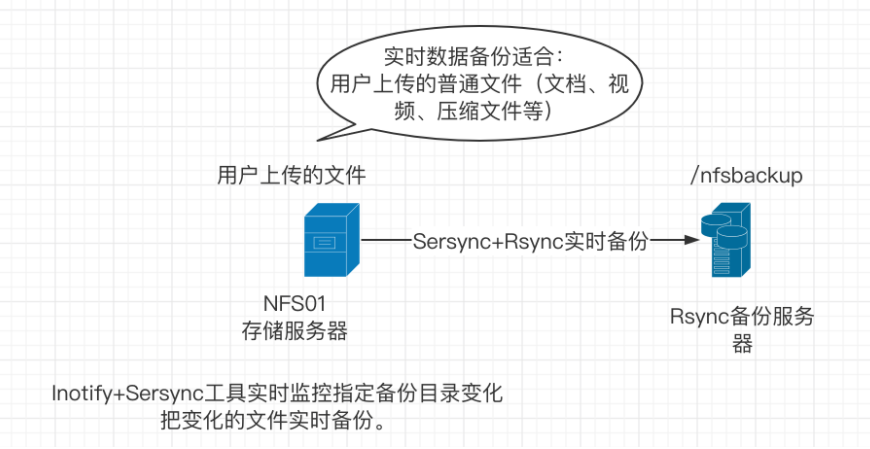 实时数据备份适合：
用户上传的普通文件（文档、视
频、压缩文件等）
用户上传的文件
/nfsbackup
Sersync+Rsync实时备份
NFS01
存储服务器
Rsync备份服务
器
Inotify+Sersync工具实时监控指定备份目录变化
把变化的文件实时备份。